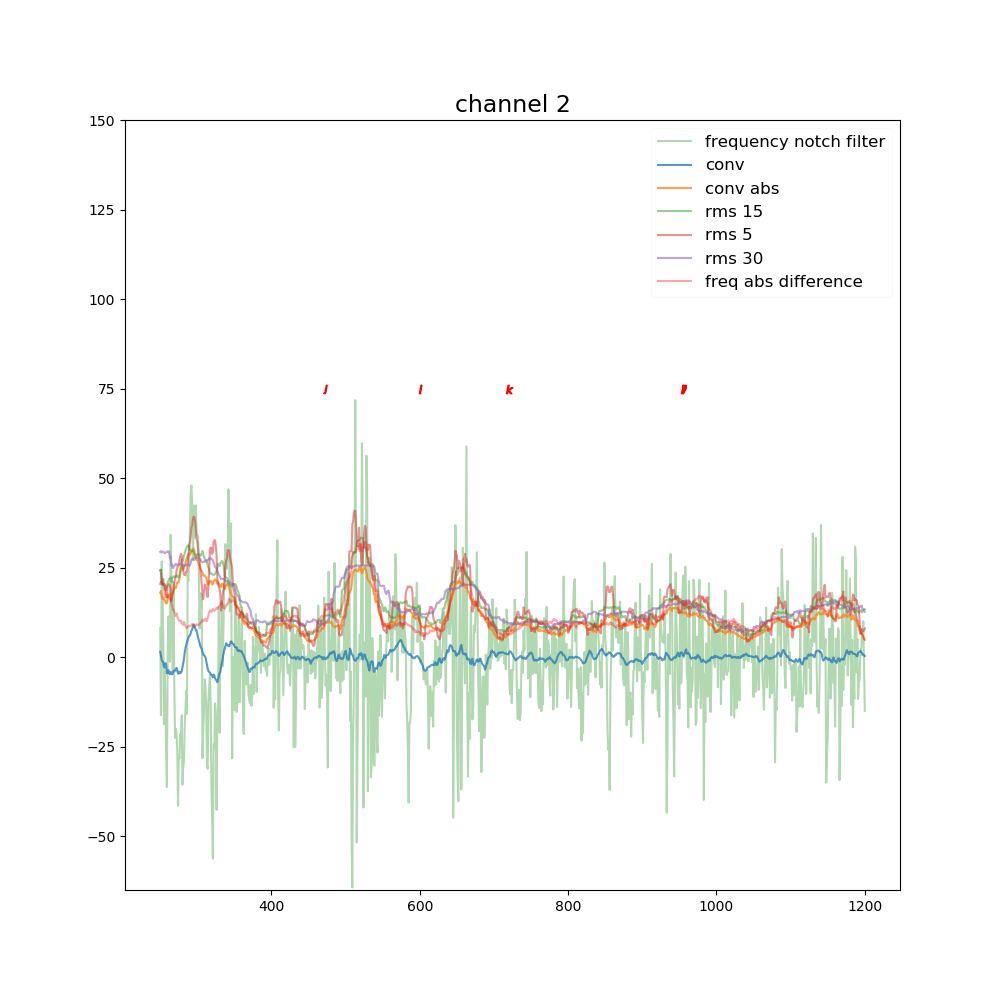 channel 2
150
125
100
75
50
25
0
−25
−50
frequency notch filter
conv
conv abs
rms 15
rms 5
rms 30
freq abs difference
J
I
k
400
600
800
1000
1200